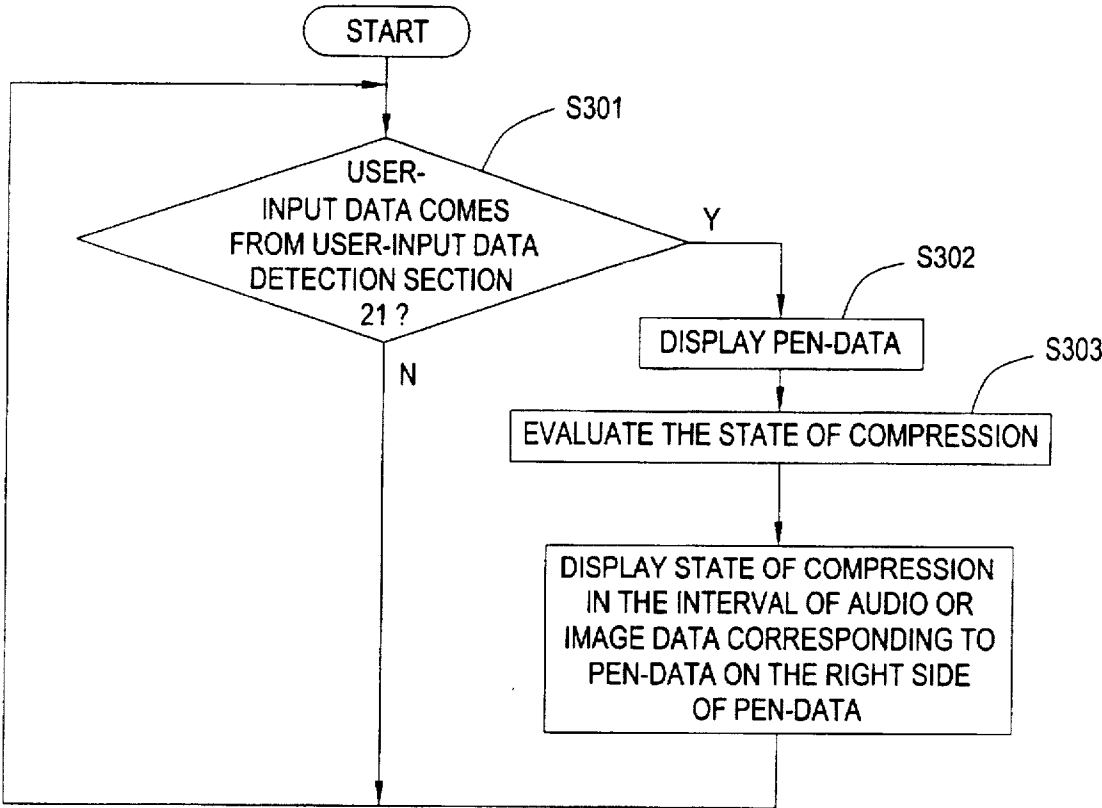 START
S301
USER-
INPUT DATA COMES
FROM USER-INPUT DATA
DETECTION SECTION
21 ?
Y
N
S302
DISPLAY PEN-DATA
S303
EVALUATE THE STATE OF COMPRESSION
DISPLAY STATE OF COMPRESSION
IN THE INTERVAL OF AUDIO OR
IMAGE DATA CORRESPONDING TO
PEN-DATA ON THE RIGHT SIDE
OF PEN-DATA